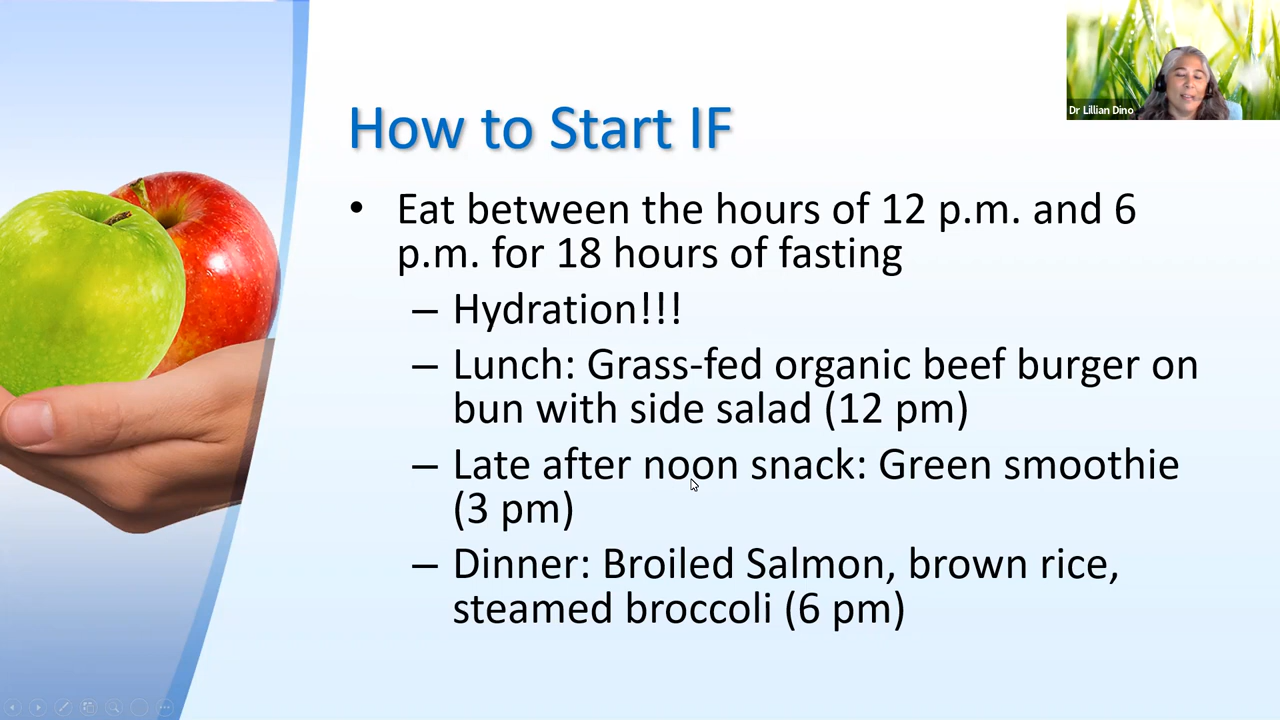 Dr Lillian Dino
How to Start IF
• Eat between the hours of 12 p.m. and 6
p.m. for 18 hours of fasting
– Hydration!!!
– Lunch: Grass-fed organic beef burger on
bun with side salad (12 pm)
– Late after noon snack: Green smoothie
(3 pm)
– Dinner: Broiled Salmon, brown rice,
steamed broccoli (6 pm)